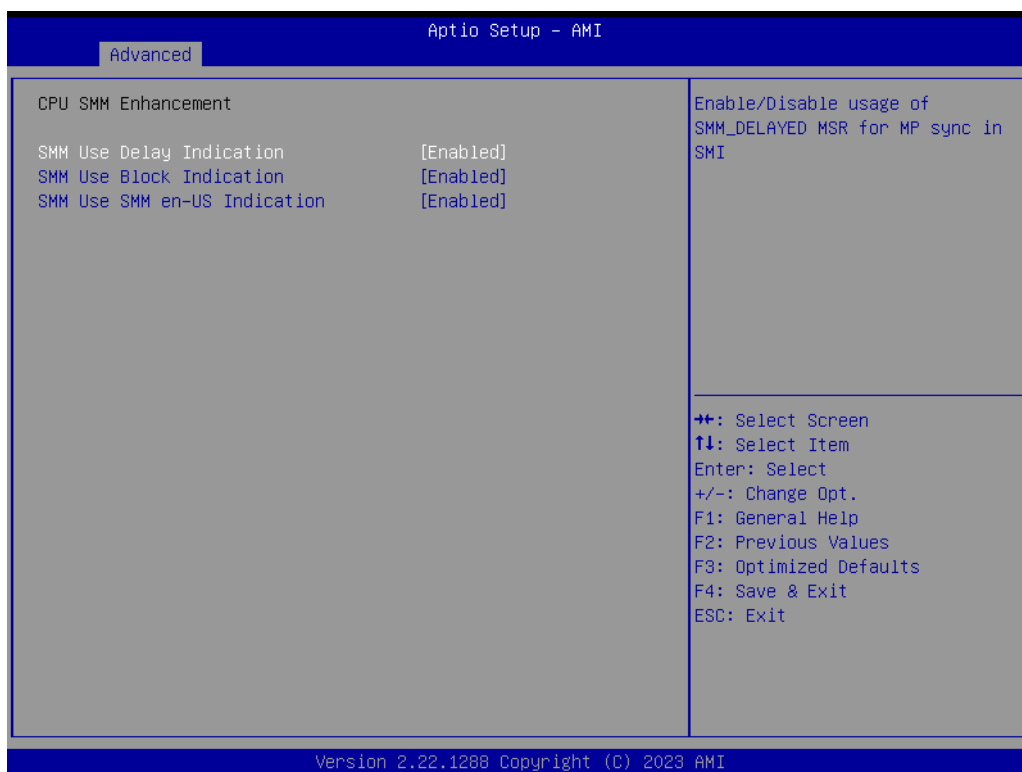 Aptio Setup – AMI
Advanced
CPU SMM Enhancement
SMM Use Delay Indication [Enabled]
SMM Use Block Indication [Enabled]
SMM Use SMM en-US Indication [Enabled]
Enable/Disable usage of
SMM_DELAYED MSR for MP sync in
SMI
→←: Select Screen
↑↓: Select Item
Enter: Select
+/-: Change Opt.
F1: General Help
F2: Previous Values
F3: Optimized Defaults
F4: Save & Exit
ESC: Exit
Version 2.22.1288 Copyright (C) 2023 AMI